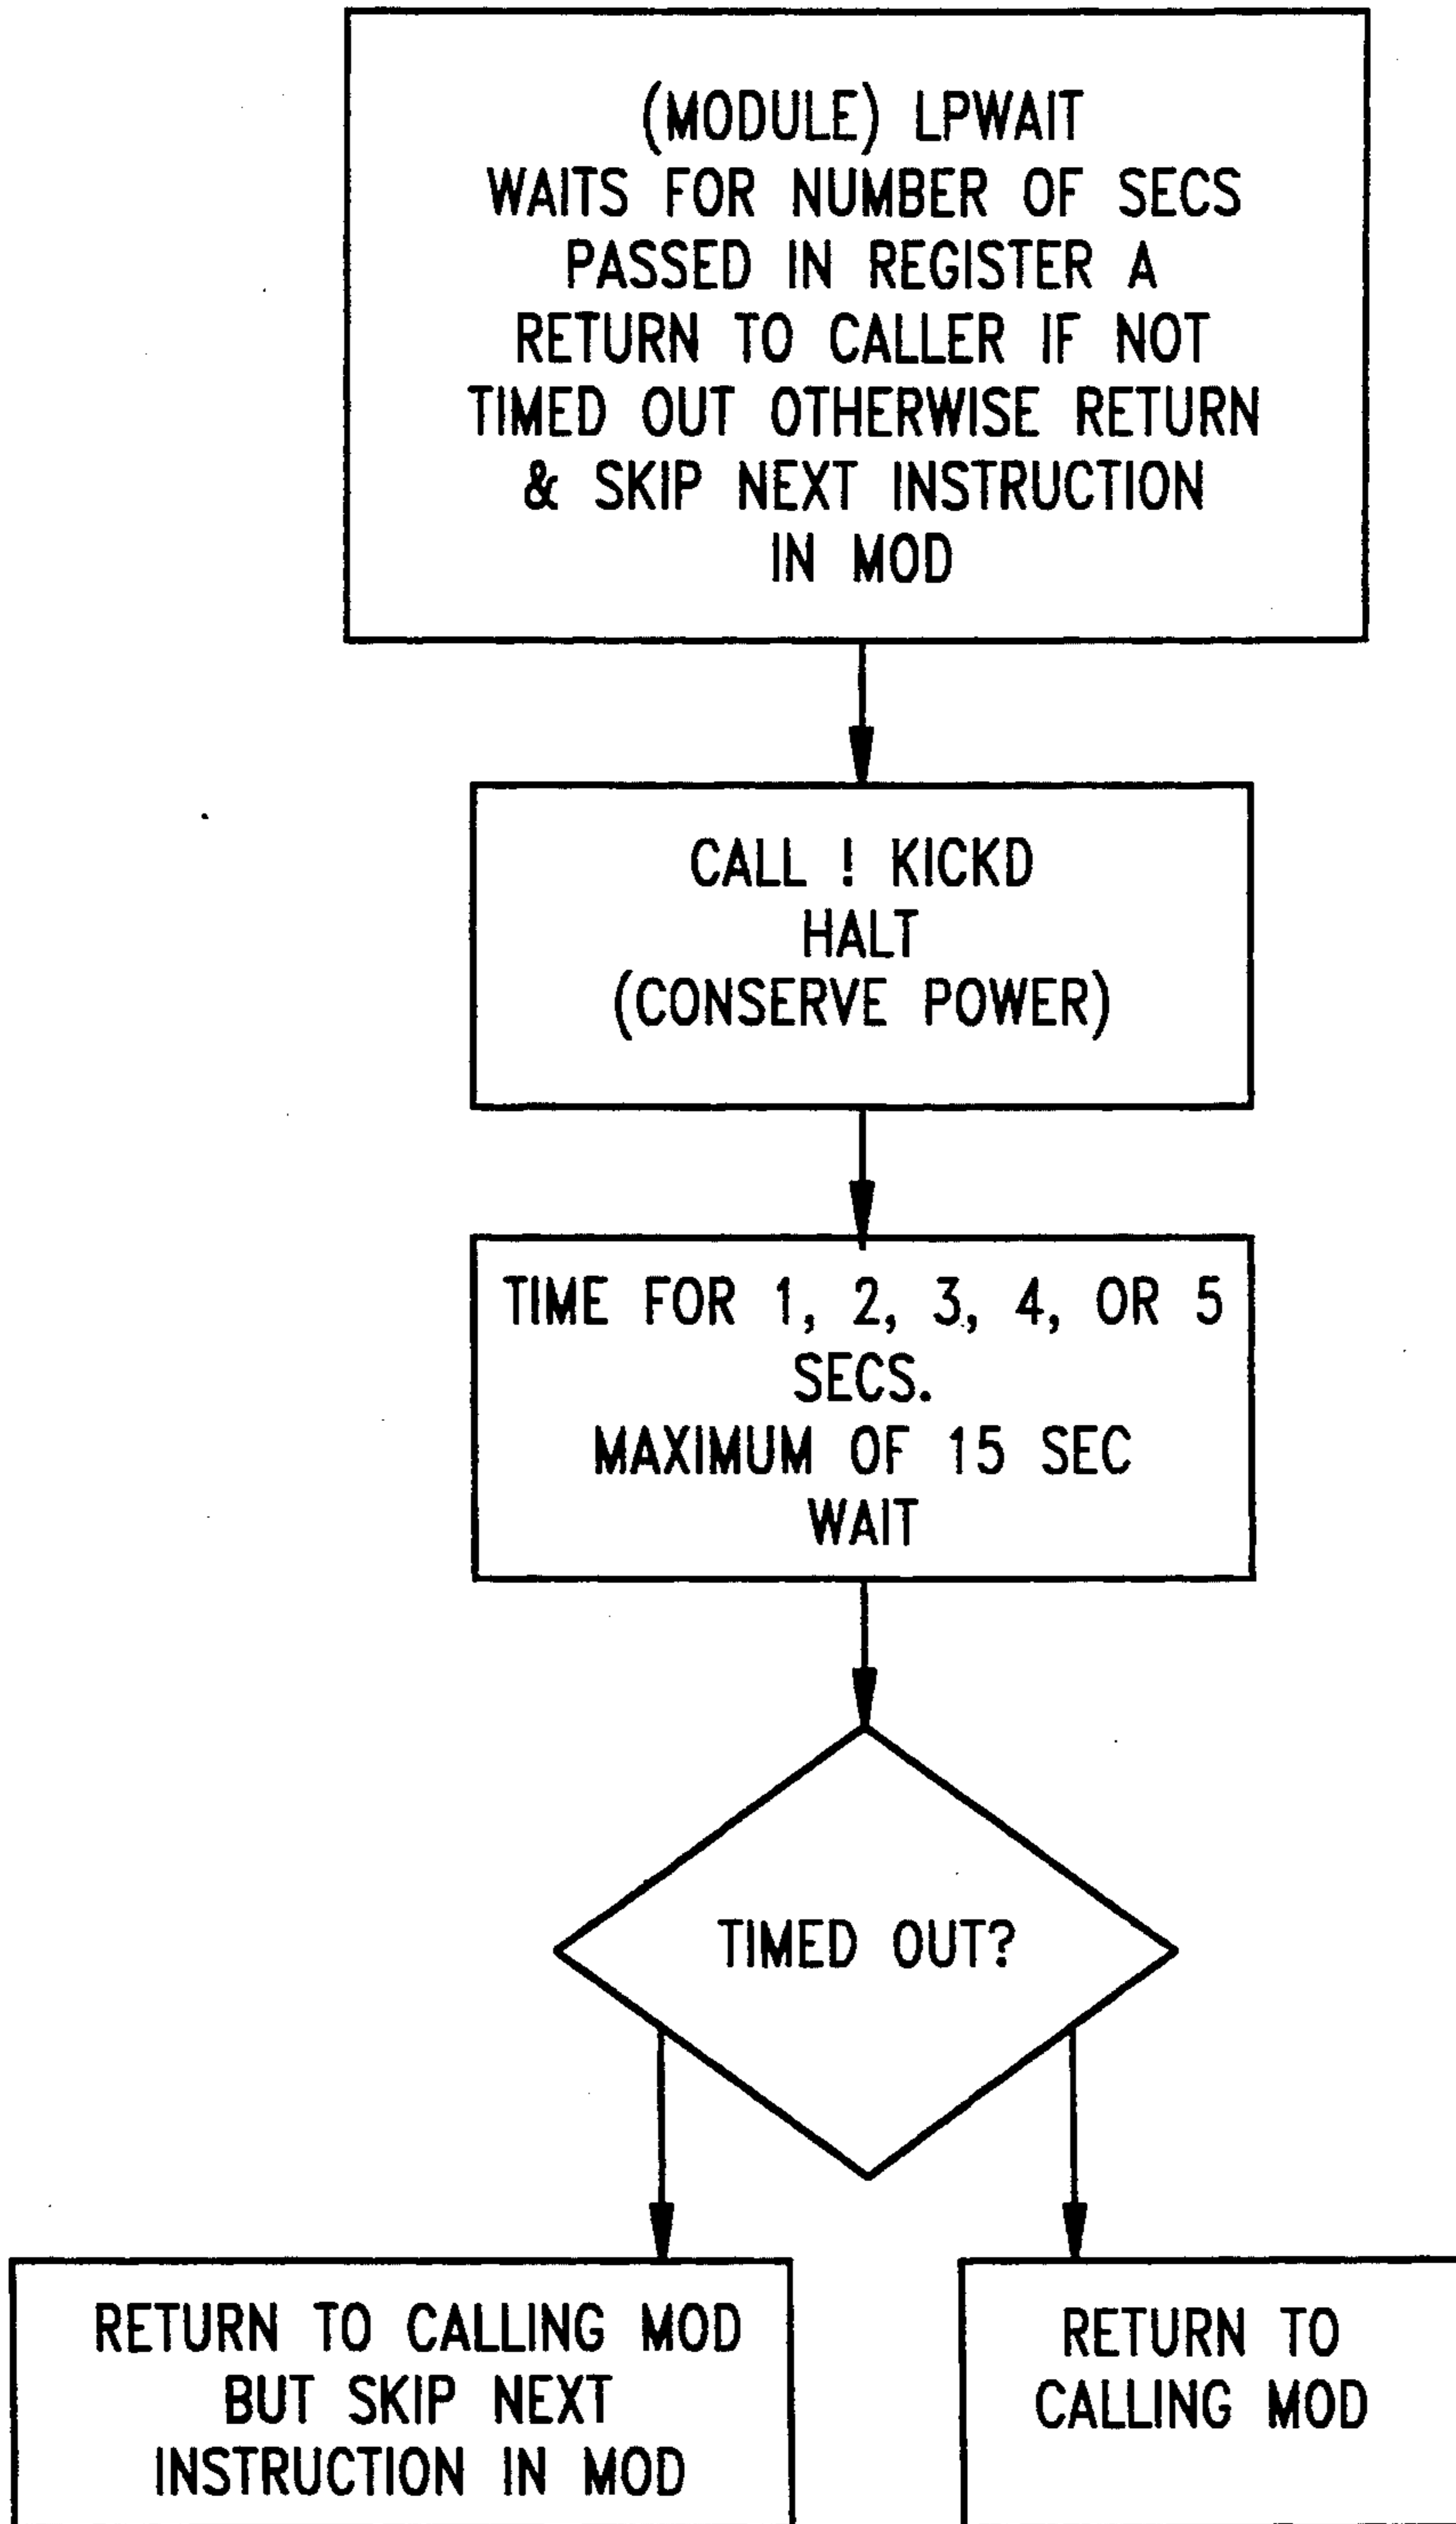 (MODULE) LPWAIT
WAITS FOR NUMBER OF SECS
PASSED IN REGISTER A
RETURN TO CALLER IF NOT
TIMED OUT OTHERWISE RETURN
& SKIP NEXT INSTRUCTION
IN MOD
CALL ! KICKD
HALT
(CONSERVE POWER)
TIME FOR 1, 2, 3, 4, OR 5
SECS.
MAXIMUM OF 15 SEC
WAIT
TIMED OUT?
RETURN TO CALLING MOD
BUT SKIP NEXT
INSTRUCTION IN MOD
RETURN TO
CALLING MOD